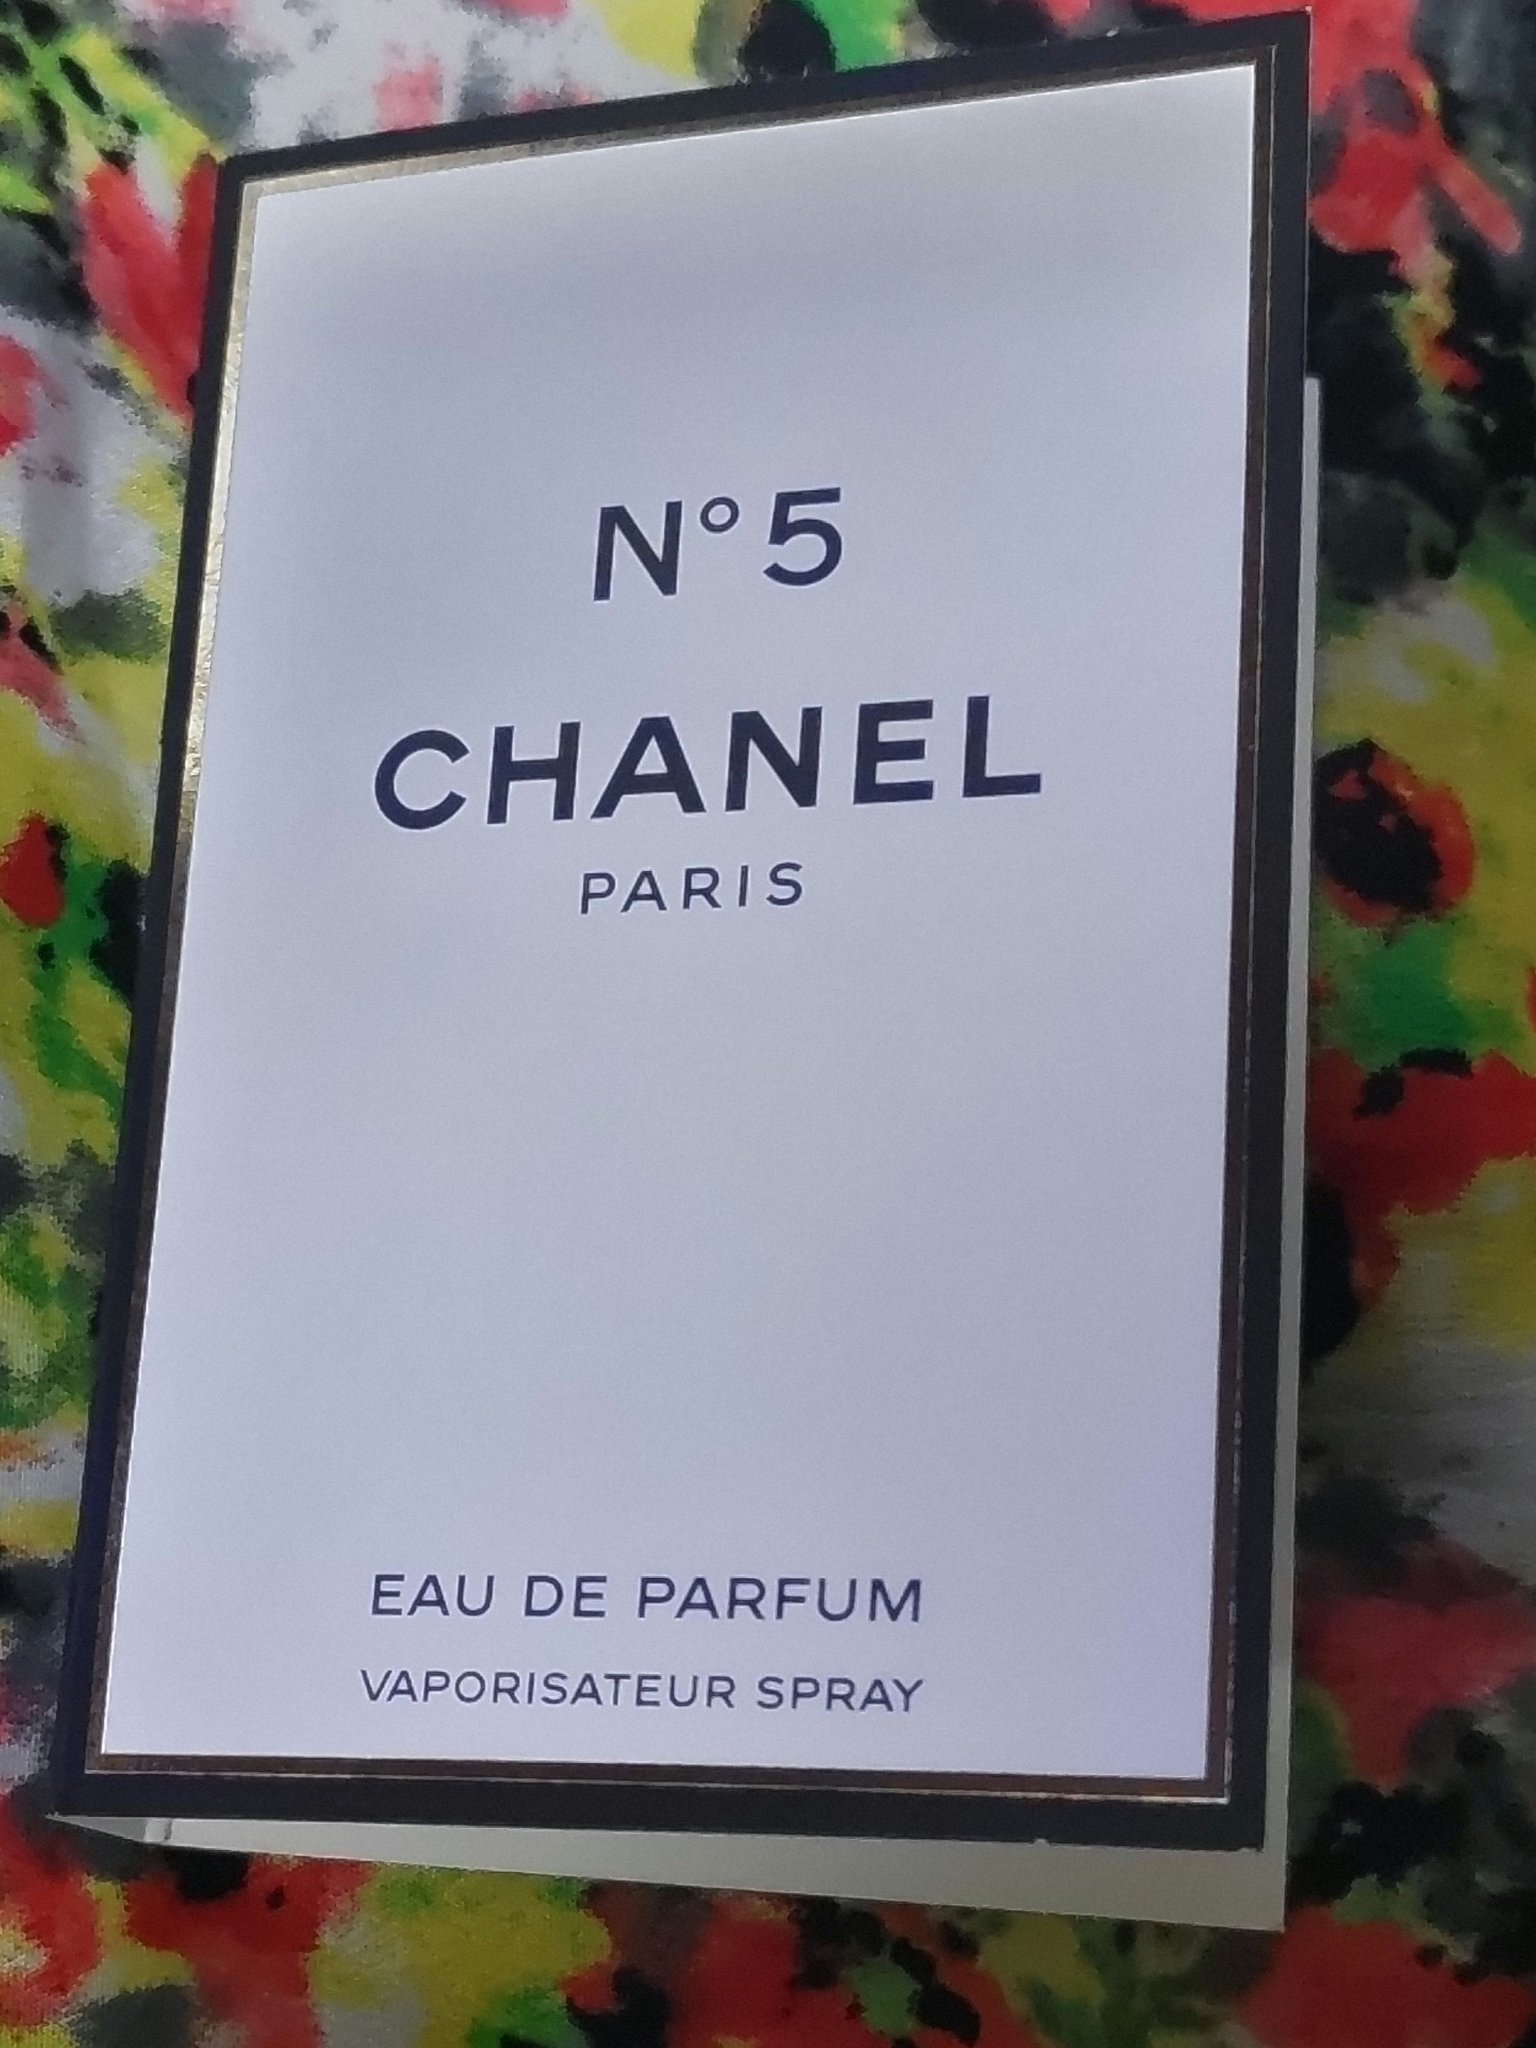 N°5
CHANEL
PARIS
EAU DE PARFUM
VAPORISATEUR SPRAY